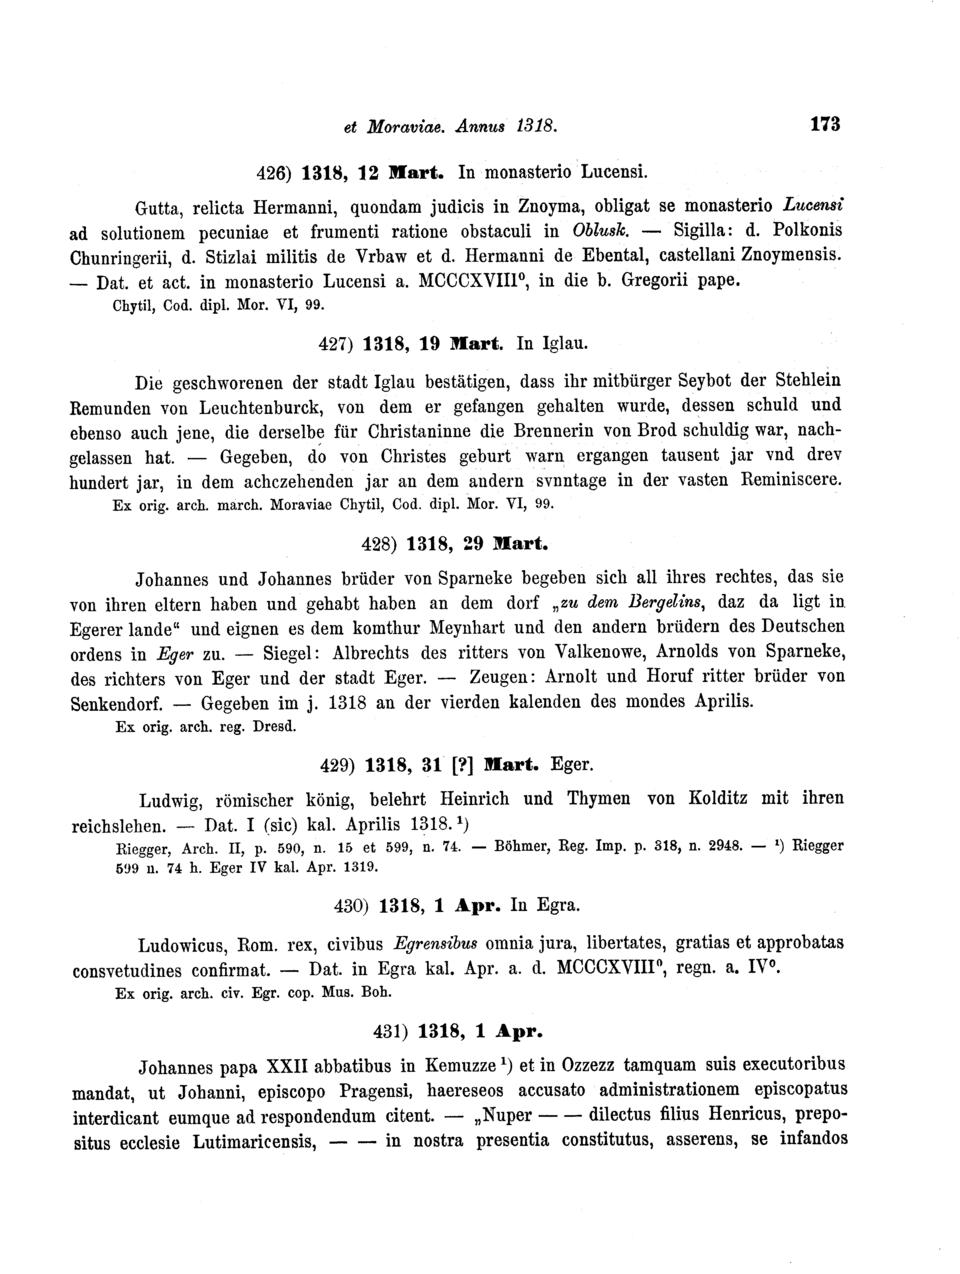 et Moraviae. Annus 1318. 173
426) 1318, 12 Mart. In monasterio Lucensi.
Gutta, relicta Hermanni, quondam judicis in Znoyma, obligat se monasterio Lucensi
ad solutionem pecuniae et frumenti ratione obstaculi in Oblusk. — Sigilla: d. Polkonis
Chunringerii, d. Stizlai militis de Vrbaw et d. Hermanni de Ebental, castellani Znoymensis.
— Dat. et act. in monasterio Lucensi a. MCCCXVIII⁰, in die b. Gregorii pape.
Chytil, Cod. dipl. Mor. VI, 99.
427) 1318, 19 Mart. In Iglau.
Die geschworenen der stadt Iglau bestätigen, dass ihr mitbürger Seybot der Stehlein
Remunden von Leuchtenburck, von dem er gefangen gehalten wurde, dessen schuld und
ebenso auch jene, die derselbe für Christaninne die Brennerin von Brod schuldig war, nach-
gelassen hat. — Gegeben, do von Christes geburt warn ergangen tausent jar vnd drev
hundert jar, in dem achczehenden jar an dem andern svnntage in der vasten Reminiscere.
Ex orig. arch. march. Moraviae Chytil, Cod. dipl. Mor. VI, 99.
428) 1318, 29 Mart.
Johannes und Johannes brüder von Sparneke begeben sich all ihres rechtes, das sie
von ihren eltern haben und gehabt haben an dem dorf „zu dem Bergelins, daz da ligt in
Egerer lande“ und eignen es dem komthur Meynhart und den andern brüdern des Deutschen
ordens in Eger zu. — Siegel: Albrechts des ritters von Valkenowe, Arnolds von Sparneke,
des richters von Eger und der stadt Eger. — Zeugen: Arnolt und Horuf ritter brüder von
Senkendorf. — Gegeben im j. 1318 an der vierden kalenden des mondes Aprilis.
Ex orig. arch. reg. Dresd.
429) 1318, 31 [?] Mart. Eger.
Ludwig, römischer könig, belehrt Heinrich und Thymen von Kolditz mit ihren
reichslehen. — Dat. I (sic) kal. Aprilis 1318.¹)
Riegger, Arch. II, p. 590, n. 15 et 599, n. 74. — Böhmer, Reg. Imp. p. 318, n. 2948. — ¹) Riegger
599 n. 74 h. Eger IV kal. Apr. 1319.
430) 1318, 1 Apr. In Egra.
Ludowicus, Rom. rex, civibus Egrensibus omnia jura, libertates, gratias et approbatas
consvetudines confirmat. — Dat. in Egra kal. Apr. a. d. MCCCXVIII⁰, regn. a. IV⁰.
Ex orig. arch. civ. Egr. cop. Mus. Boh.
431) 1318, 1 Apr.
Johannes papa XXII abbatibus in Kemuzze¹) et in Ozzezz tamquam suis executoribus
mandat, ut Johanni, episcopo Pragensi, haereseos accusato administrationem episcopatus
interdicant eumque ad respondendum citent. — „Nuper — — dilectus filius Henricus, prepo-
situs ecclesie Lutimaricensis, — — in nostra presentia constitutus, asserens, se infandos